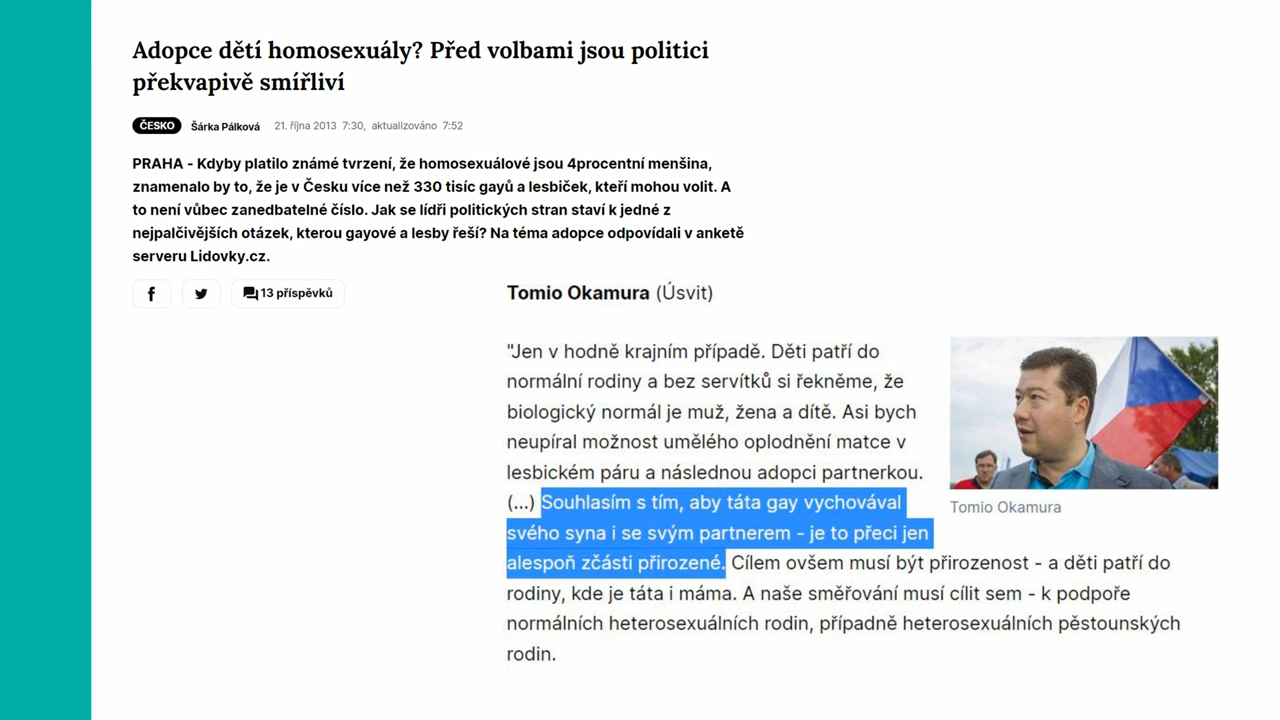 Adopce dětí homosexuály? Před volbami jsou politici
překvapivě smířliví
ČESKO Šárka Pálková 21. října 2013 7:30, aktualizováno 7:52
PRAHA - Kdyby platilo známé tvrzení, že homosexuálové jsou 4procentní menšina,
znamenalo by to, že je v Česku více než 330 tisíc gayů a lesbiček, kteří mohou volit. A
to není vůbec zanedbatelné číslo. Jak se lídři politických stran staví k jedné z
nejpalčivějších otázek, kterou gayové a lesby řeší? Na téma adopce odpovídali v anketě
serveru Lidovky.cz.
13 příspěvků
Tomio Okamura (Úsvit)
"Jen v hodně krajním případě. Děti patří do
normální rodiny a bez servítků si řekněme, že
biologický normál je muž, žena a dítě. Asi bych
neupíral možnost umělého oplodnění matce v
lesbickém páru a následnou adopci partnerkou.
(...) Souhlasím s tím, aby táta gay vychovával
svého syna i se svým partnerem - je to přeci jen
alespoň zčásti přirozené. Cílem ovšem musí být přirozenost - a děti patří do
rodiny, kde je táta i máma. A naše směřování musí cílit sem - k podpoře
normálních heterosexuálních rodin, případně heterosexuálních pěstounských
rodin.
Tomio Okamura